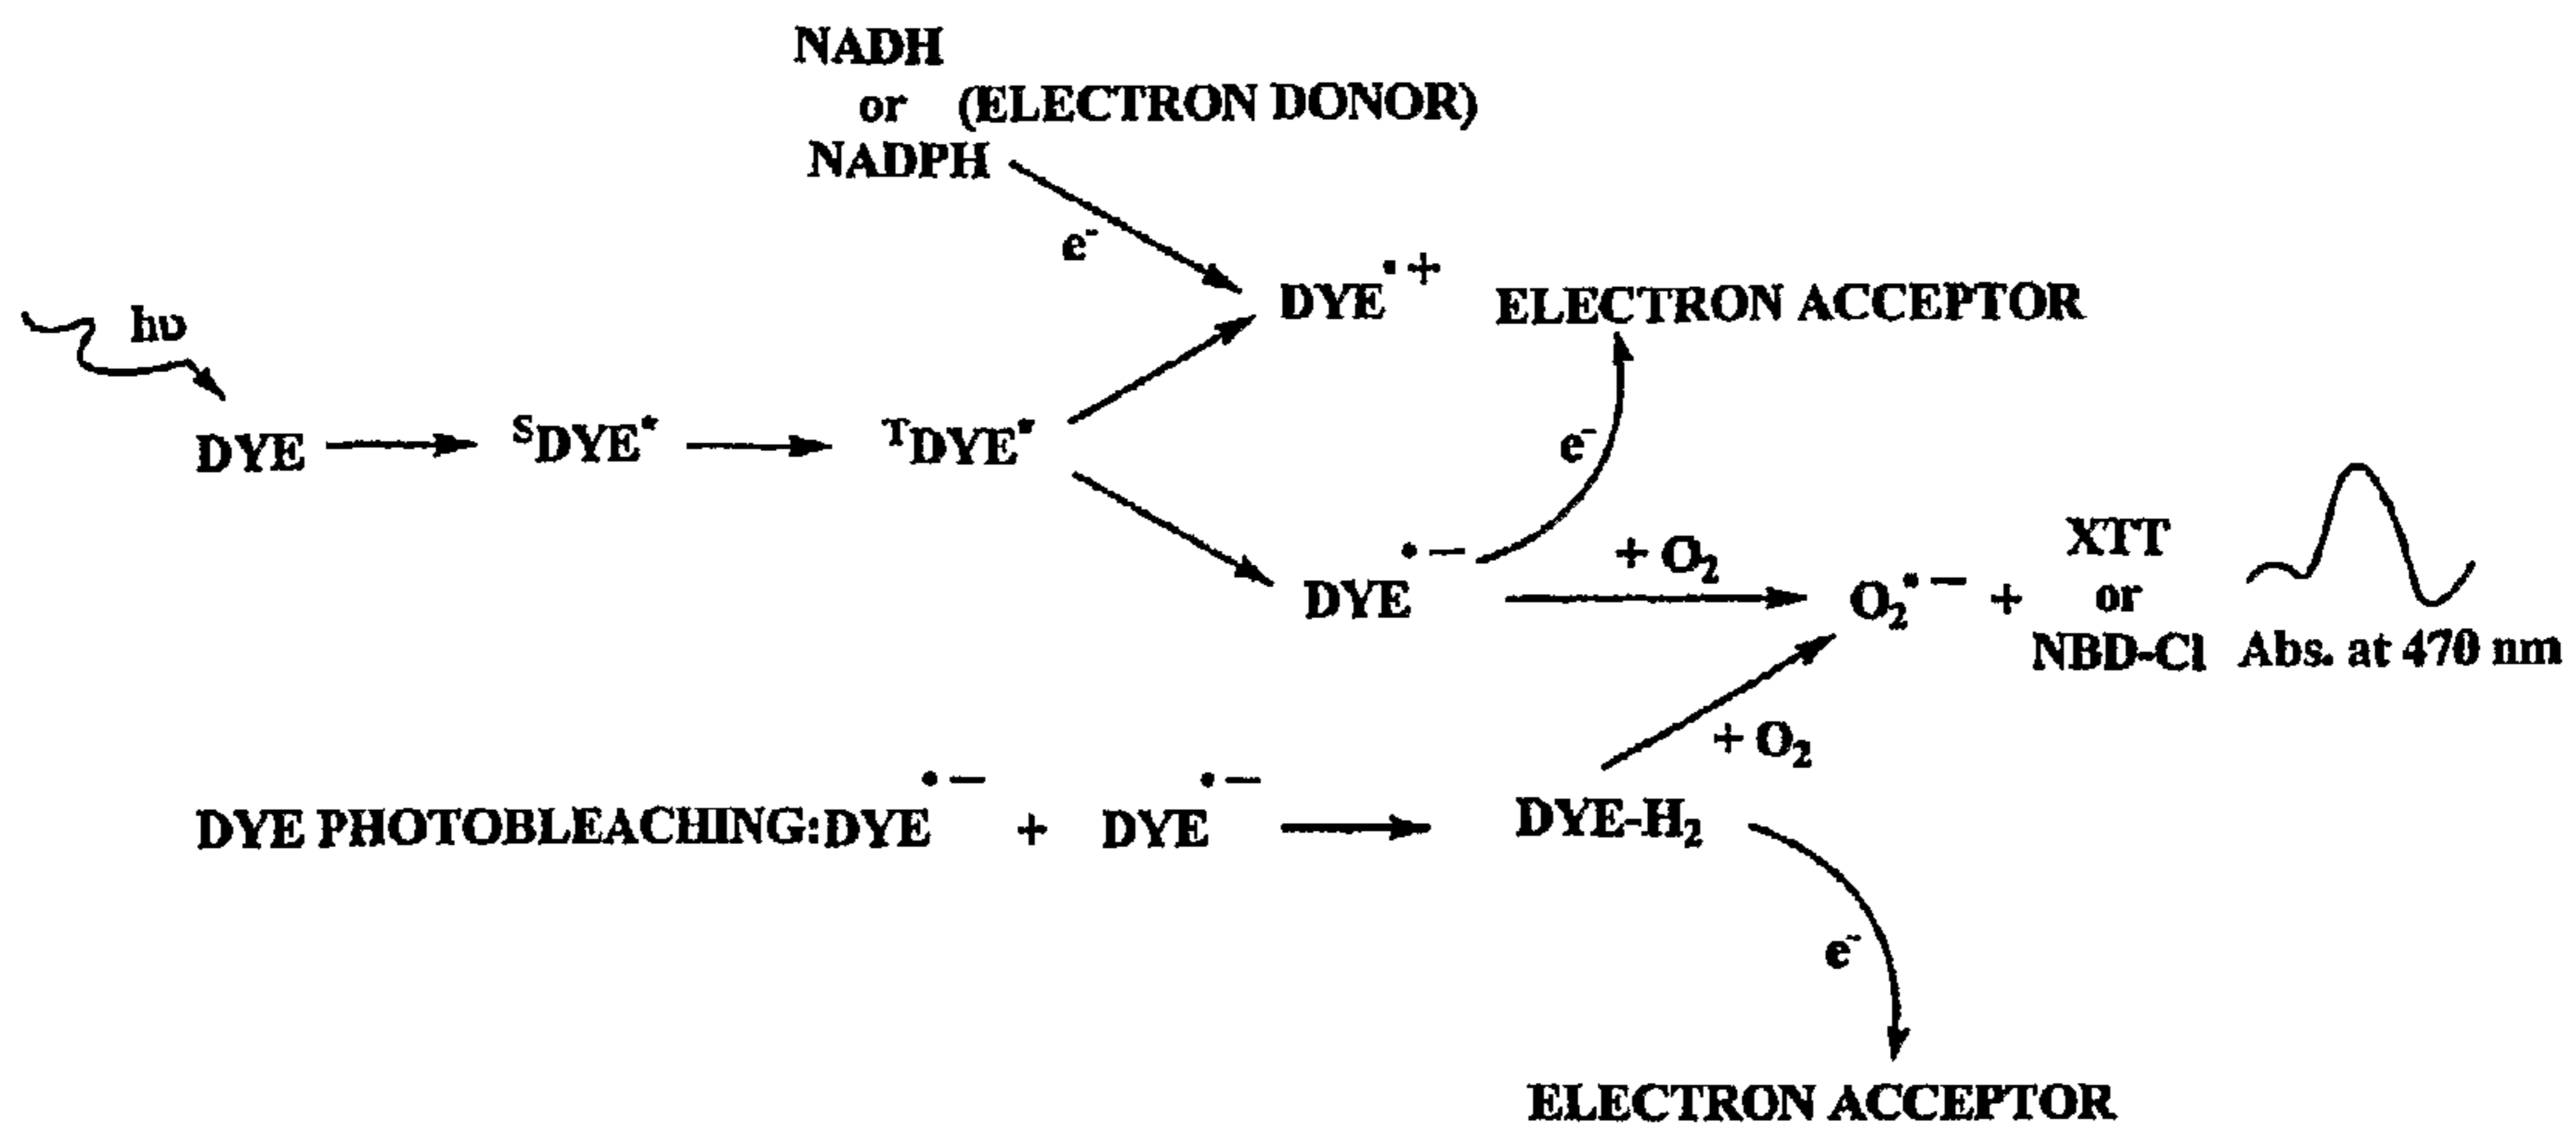 NADH
or (ELECTRON DONOR)
NADPH
e⁻
DYE•+ ELECTRON ACCEPTOR
hυ
DYE SDYE* TDYE*
e⁻
DYE•− + O₂ O₂•− + XTT
or
NBD-Cl Abs. at 470 nm
+ O₂
DYE PHOTOBLEACHING:DYE•− + DYE•− DYE-H₂
e⁻
ELECTRON ACCEPTOR